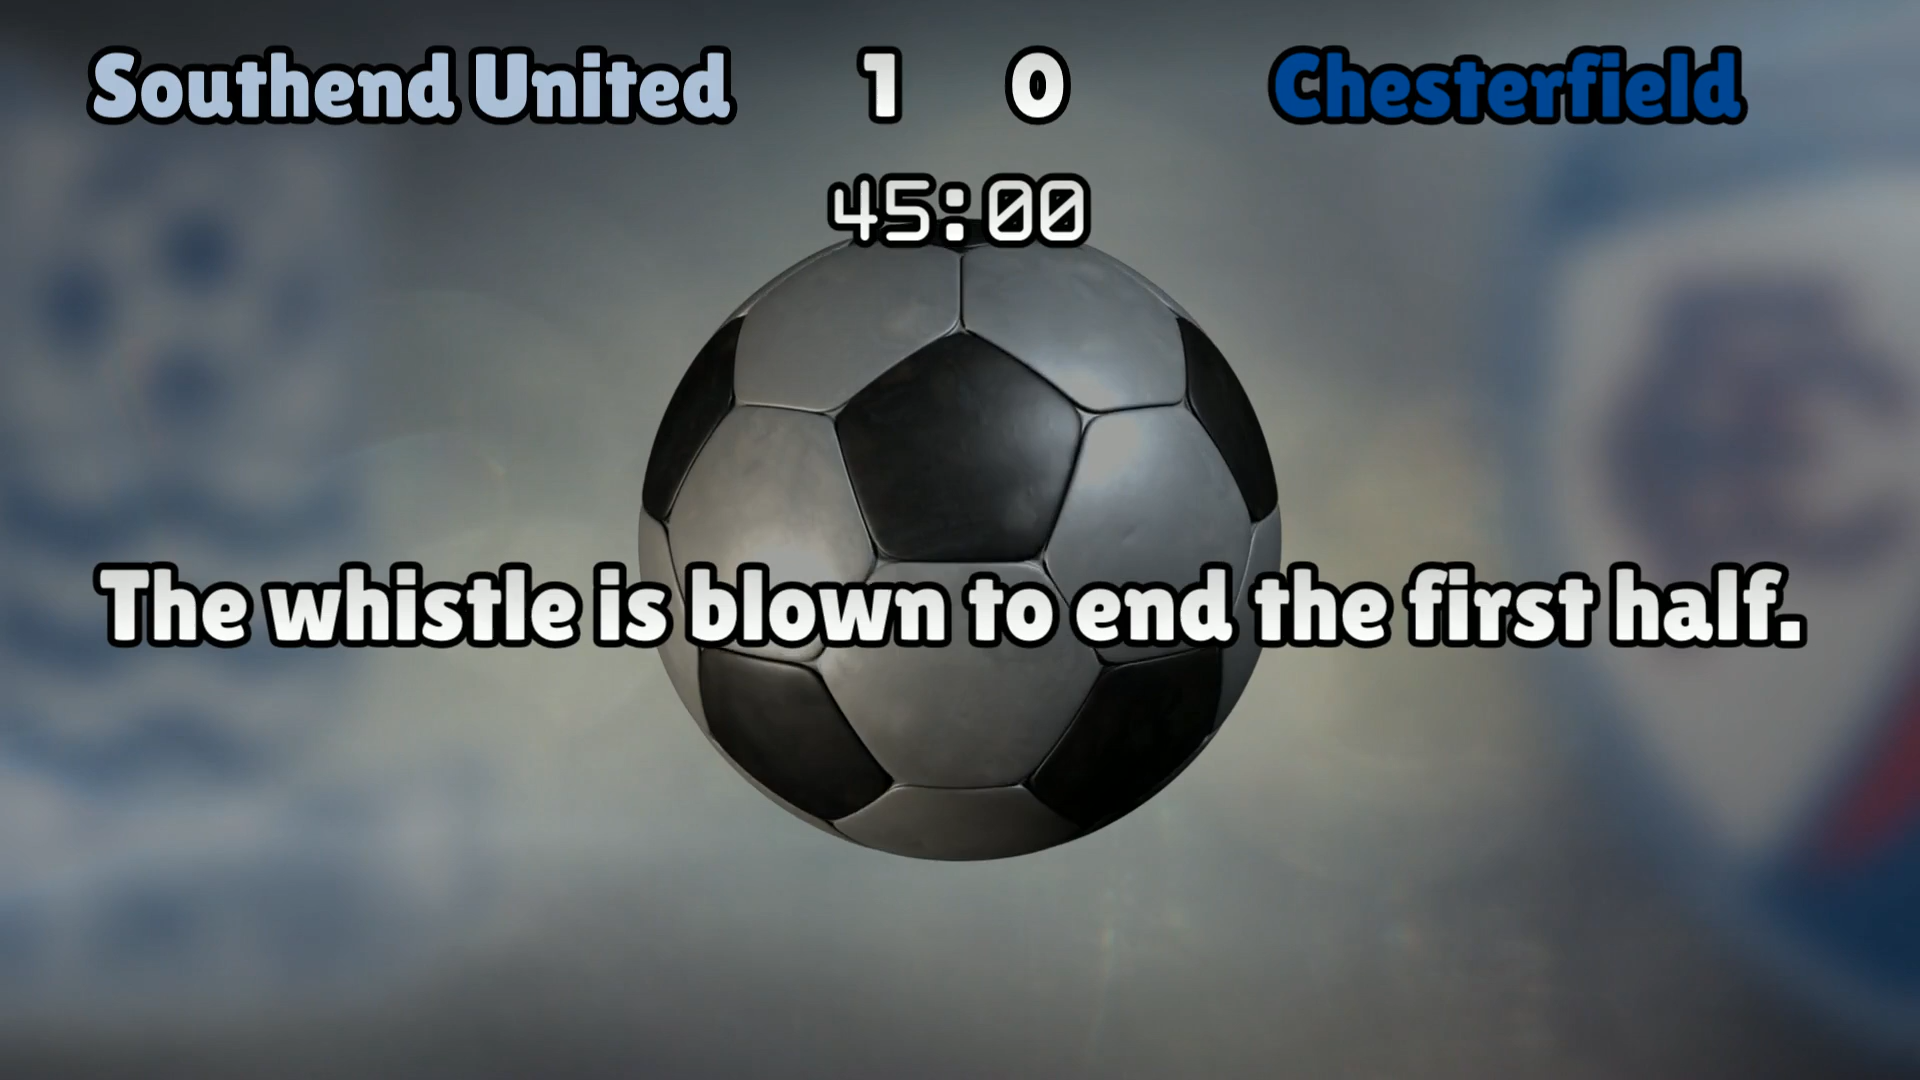 Southend United 1 0 Chesterfield
45:00
The whistle is blown to end the first half.